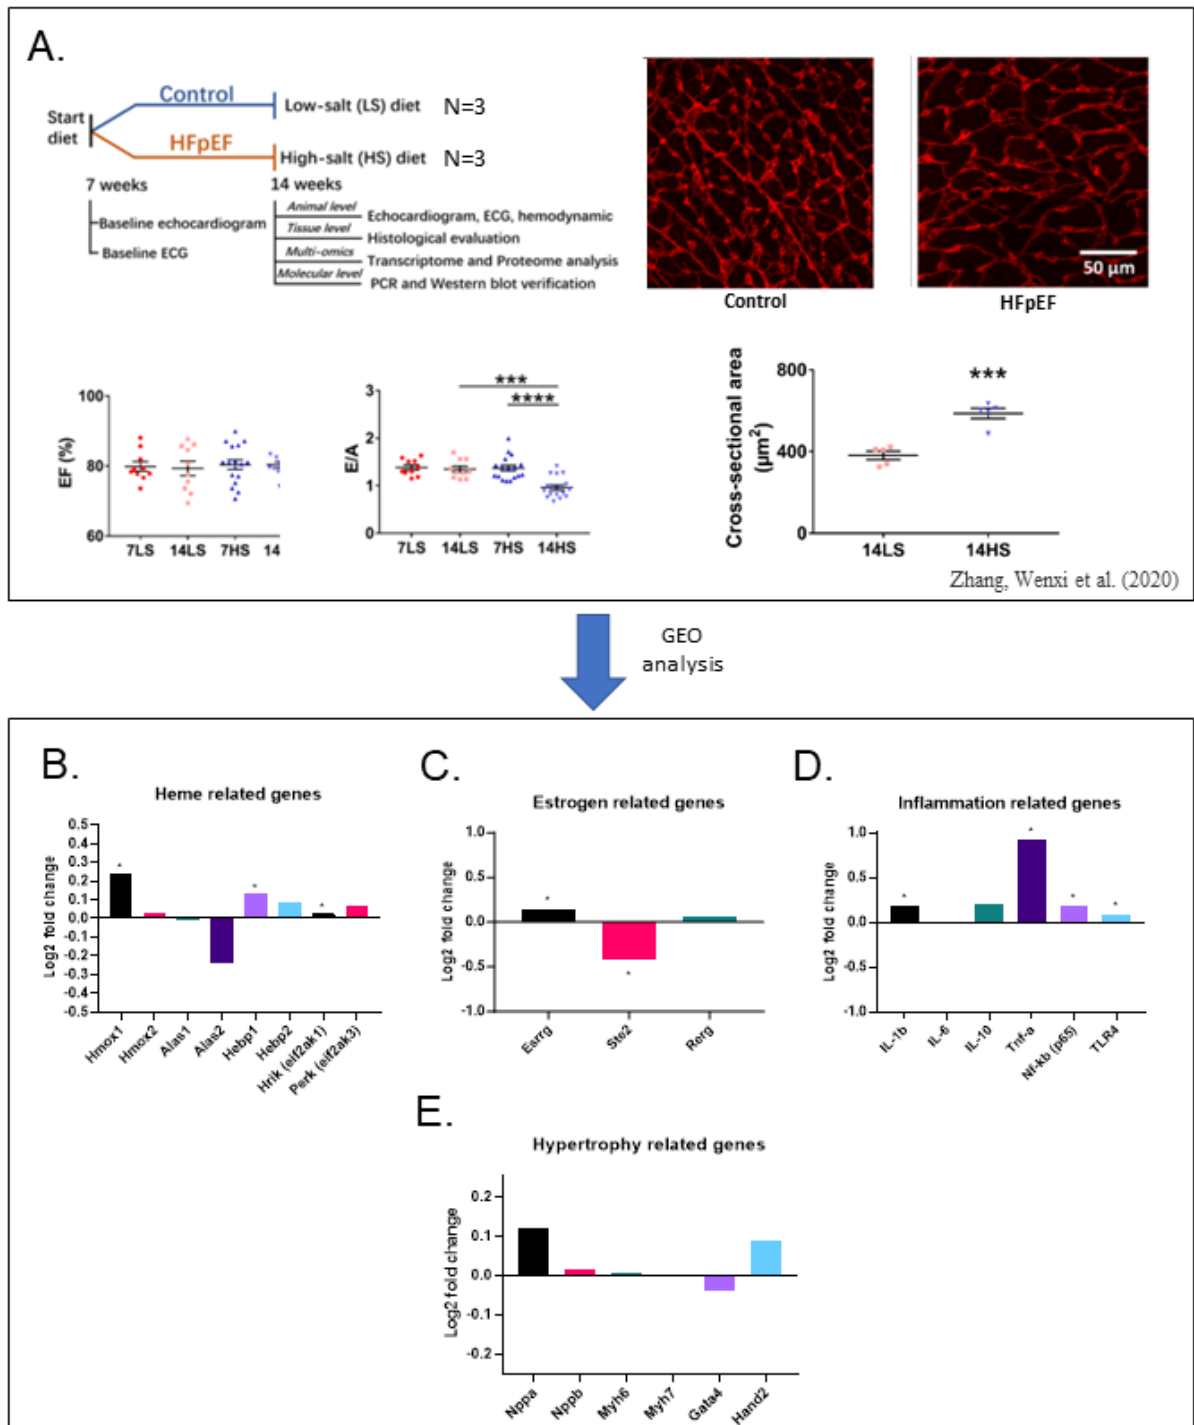 A.
Start
diet
Control
HFpEF
Low-salt (LS) diet N=3
High-salt (HS) diet N=3
7 weeks
Baseline echocardiogram
Baseline ECG
14 weeks
Animal level
Echocardiogram, ECG, hemodynamic
Tissue level
Histological evaluation
Multi-omics
Transcriptome and Proteome analysis
Molecular level
PCR and Western blot verification
50 μm
Control
HFpEF
EF (%)
100
80
60
7LS 14LS 7HS 14
E/A
3
2
1
0
***
****
7LS 14LS 7HS 14HS
Cross-sectional area
(μm²)
800
400
0
***
14LS 14HS
Zhang, Wenxi et al. (2020)
GEO
analysis
B.
Heme related genes
Log2 fold change
0.5
0.4
0.3
0.2
0.1
0.0
-0.1
-0.2
-0.3
-0.4
-0.5
*
*
*
Hmox1
Hmox2
Alas1
Alas2
Hebp1
Hebp2
Hrik (eif2ak1)
Perk (eif2ak3)
C.
Estrogen related genes
Log2 fold change
1.0
0.5
0.0
-0.5
-1.0
*
*
Esrrg
Ste2
Rorg
D.
Inflammation related genes
Log2 fold change
1.0
0.5
0.0
-0.5
-1.0
*
*
*
*
IL-1b
IL-6
IL-10
Tnf-a
Nf-kb (p65)
TLR4
E.
Hypertrophy related genes
Log2 fold change
0.2
0.1
0.0
-0.1
-0.2
Nppa
Nppb
Myh6
Myh7
Gata4
Hand2